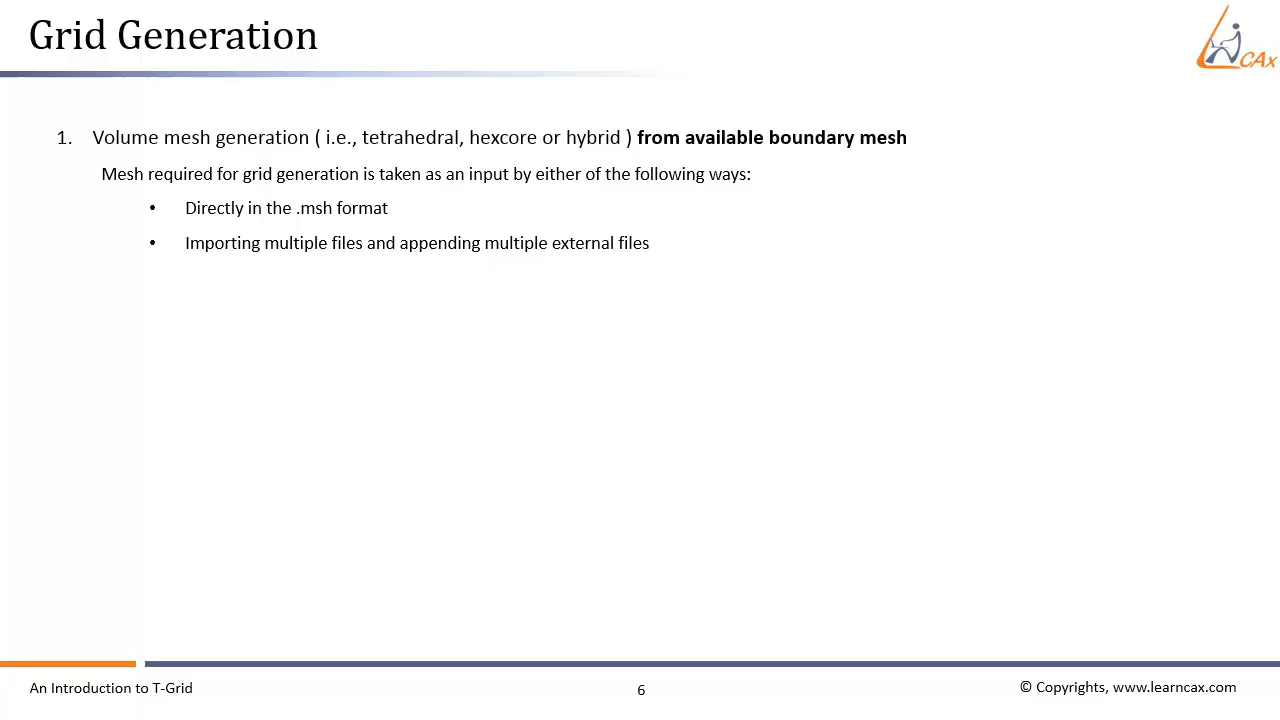 Grid Generation
CAx
1. Volume mesh generation ( i.e., tetrahedral, hexcore or hybrid ) from available boundary mesh
Mesh required for grid generation is taken as an input by either of the following ways:
• Directly in the .msh format
• Importing multiple files and appending multiple external files
An Introduction to T-Grid
6
© Copyrights, www.learncax.com